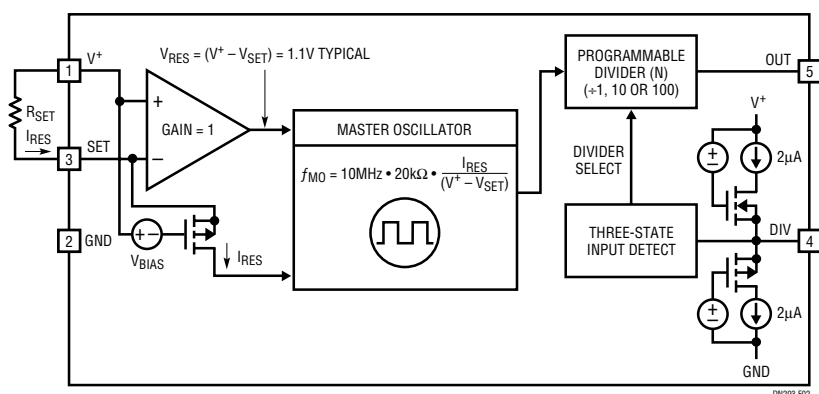 V+
1
RSET
IRES
3
SET
2
GND
VRES = (V+ – VSET) = 1.1V TYPICAL
+
GAIN = 1
–
+ –
VBIAS
IRES
MASTER OSCILLATOR
ƒMO = 10MHz • 20kΩ • IRES
(V+ – VSET)
PROGRAMMABLE
DIVIDER (N)
(÷1, 10 OR 100)
OUT
5
DIVIDER
SELECT
THREE-STATE
INPUT DETECT
V+
+
–
2µA
DIV
4
+
–
2µA
GND
DN293 F02